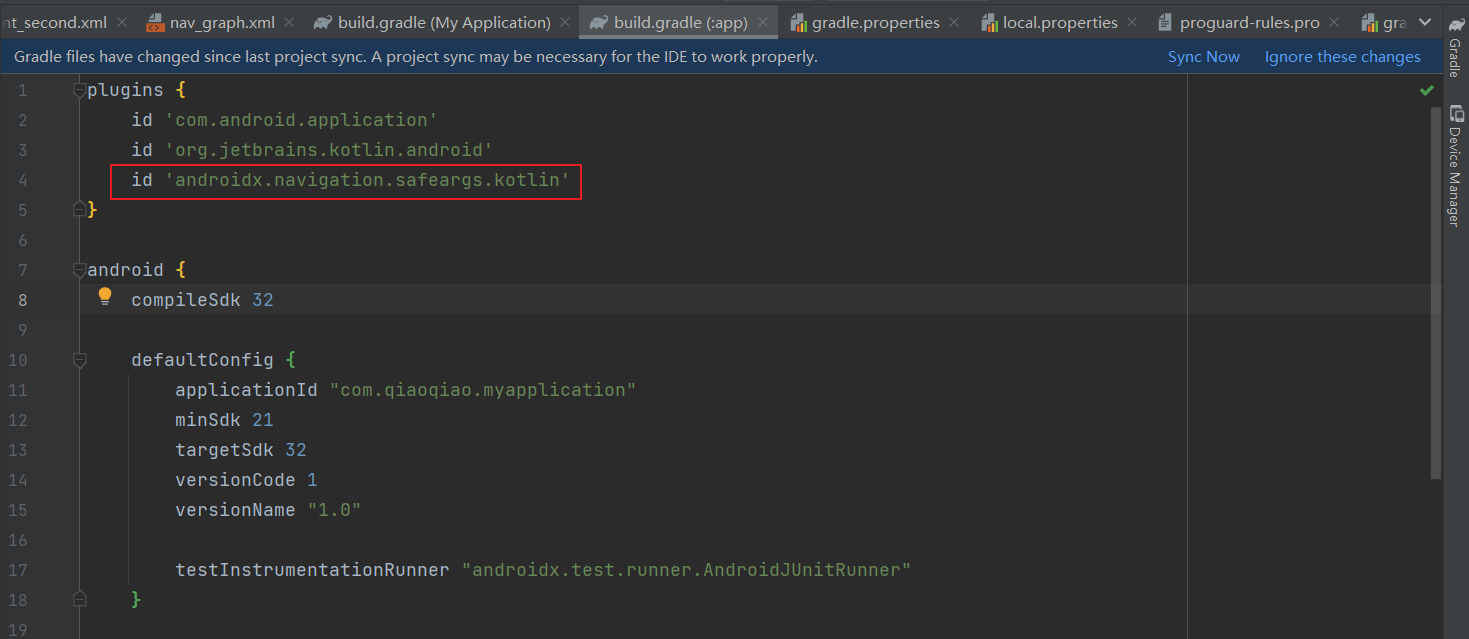 nt_second.xml nav_graph.xml build.gradle (My Application) build.gradle (:app) gradle.properties local.properties proguard-rules.pro gra
Gradle files have changed since last project sync. A project sync may be necessary for the IDE to work properly. Sync Now Ignore these changes
1 plugins {
2 id 'com.android.application'
3 id 'org.jetbrains.kotlin.android'
4 id 'androidx.navigation.safeargs.kotlin'
5 }
6
7 android {
8 compileSdk 32
9
10 defaultConfig {
11 applicationId "com.qiaoqiao.myapplication"
12 minSdk 21
13 targetSdk 32
14 versionCode 1
15 versionName "1.0"
16
17 testInstrumentationRunner "androidx.test.runner.AndroidJUnitRunner"
18 }
19
Gradle
Device Manager